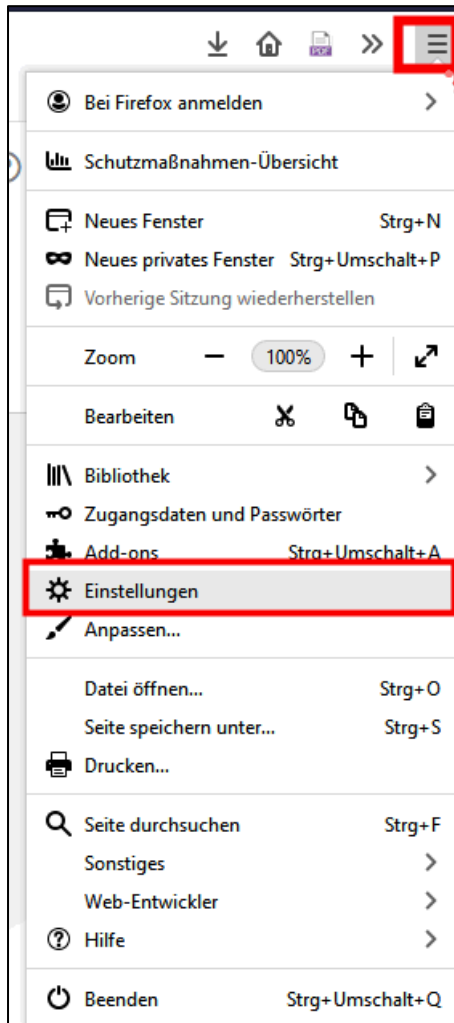 PDF
Bei Firefox anmelden
Schutzmaßnahmen-Übersicht
Neues Fenster Strg+N
Neues privates Fenster Strg+Umschalt+P
Vorherige Sitzung wiederherstellen
Zoom 100%
Bearbeiten
Bibliothek
Zugangsdaten und Passwörter
Add-ons Strg+Umschalt+A
Einstellungen
Anpassen...
Datei öffnen... Strg+O
Seite speichern unter... Strg+S
Drucken...
Seite durchsuchen Strg+F
Sonstiges
Web-Entwickler
Hilfe
Beenden Strg+Umschalt+Q